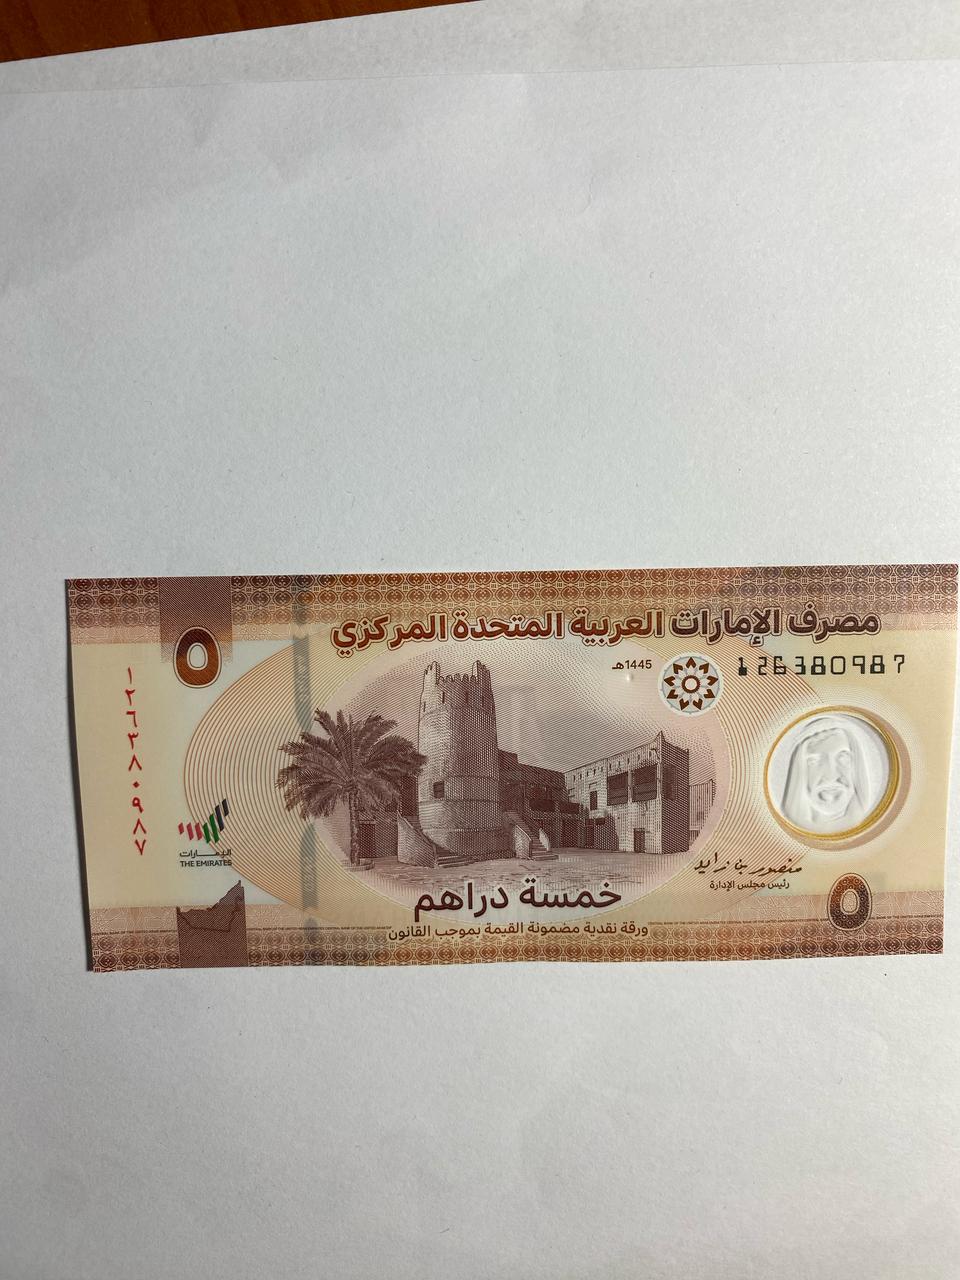 مصرف الإمارات العربية المتحدة المركزي
126380987
1445هـ
٥
١٢٦٣٨٠٩٨٧
الإمارات
THE EMIRATES
منصور بن زايد
رئيس مجلس الإدارة
خمسة دراهم
٥
ورقة نقدية مضمونة القيمة بموجب القانون